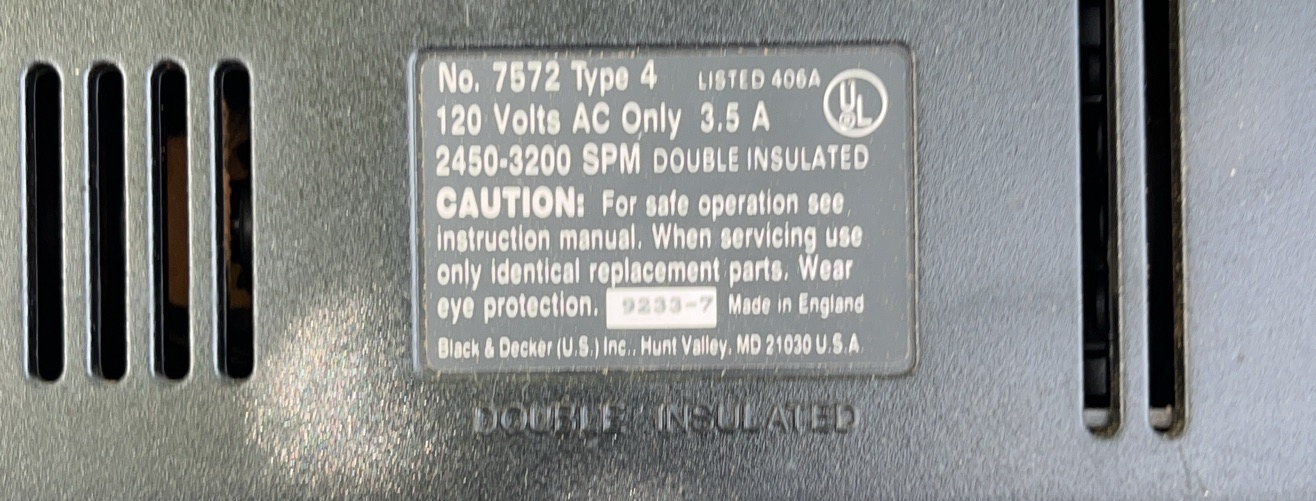 No. 7572 Type 4 LISTED 406A UL
120 Volts AC Only 3.5 A
2450-3200 SPM DOUBLE INSULATED
CAUTION: For safe operation see
instruction manual. When servicing use
only identical replacement parts. Wear
eye protection. 9233-7 Made in England
Black & Decker (U.S.) Inc., Hunt Valley, MD 21030 U.S.A.
DOUBLE INSULATED